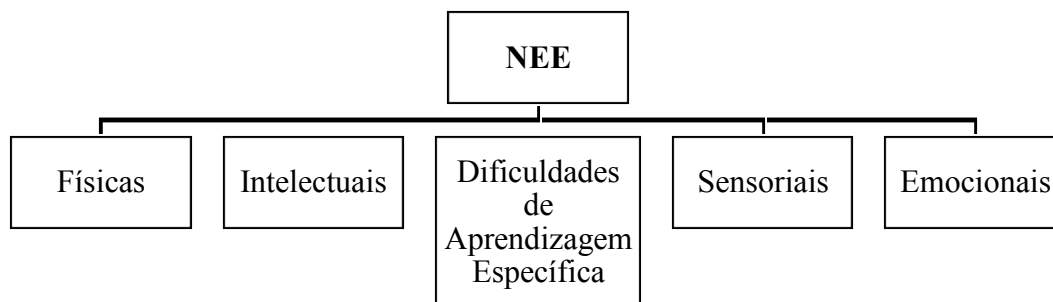 NEE
Físicas
Intelectuais
Dificuldades
de
Aprendizagem
Específica
Sensoriais
Emocionais